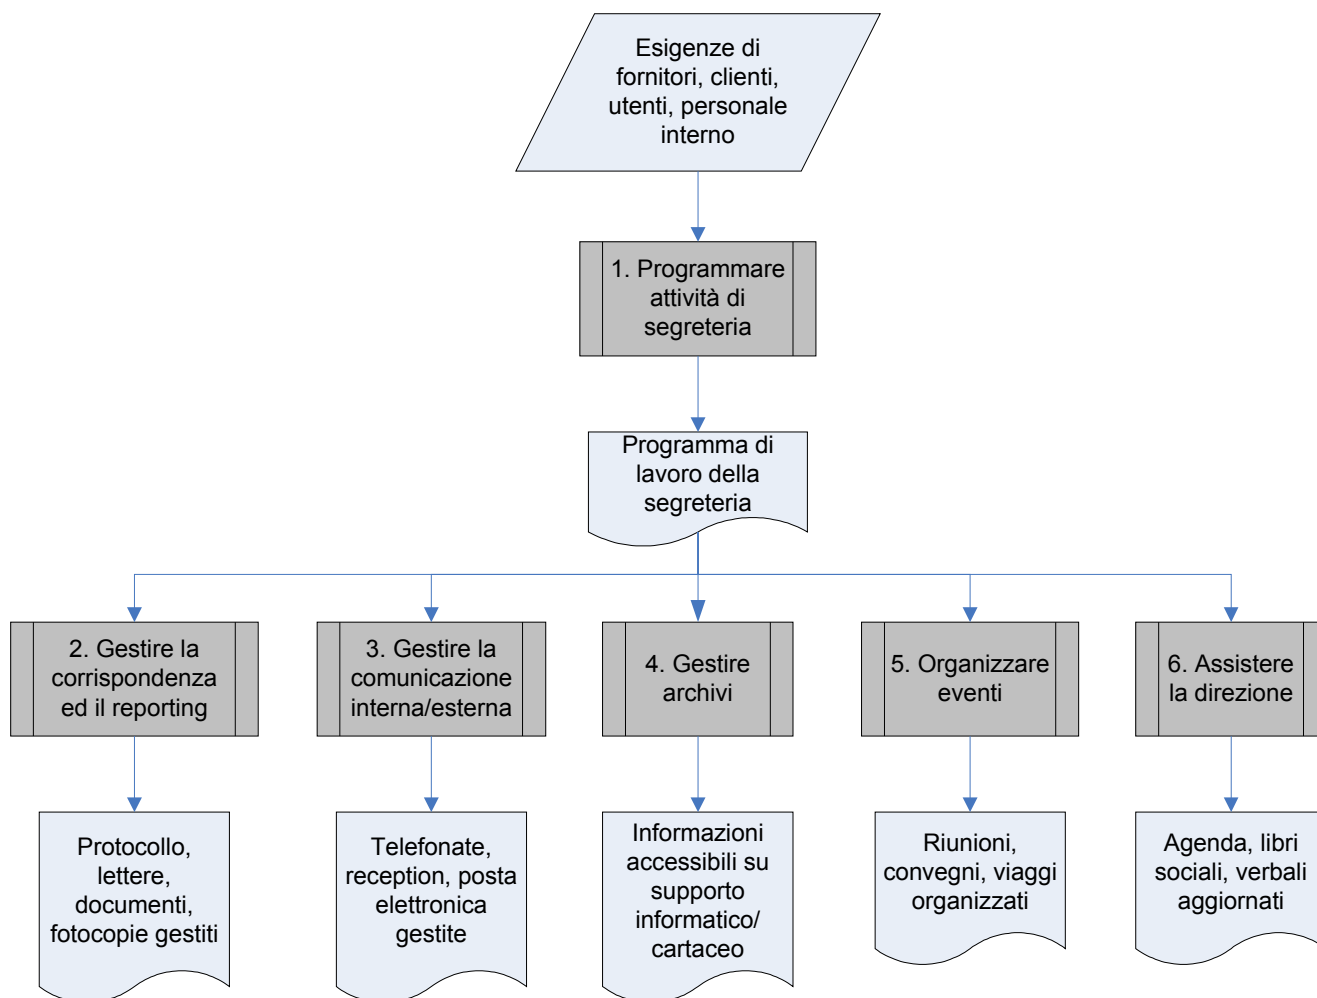 Esigenze di
fornitori, clienti,
utenti, personale
interno
1. Programmare
attività di
segreteria
Programma di
lavoro della
segreteria
2. Gestire la
corrispondenza
ed il reporting
3. Gestire la
comunicazione
interna/esterna
4. Gestire
archivi
5. Organizzare
eventi
6. Assistere
la direzione
Protocollo,
lettere,
documenti,
fotocopie gestiti
Telefonate,
reception, posta
elettronica
gestite
Informazioni
accessibili su
supporto
informatico/
cartaceo
Riunioni,
convegni, viaggi
organizzati
Agenda, libri
sociali, verbali
aggiornati